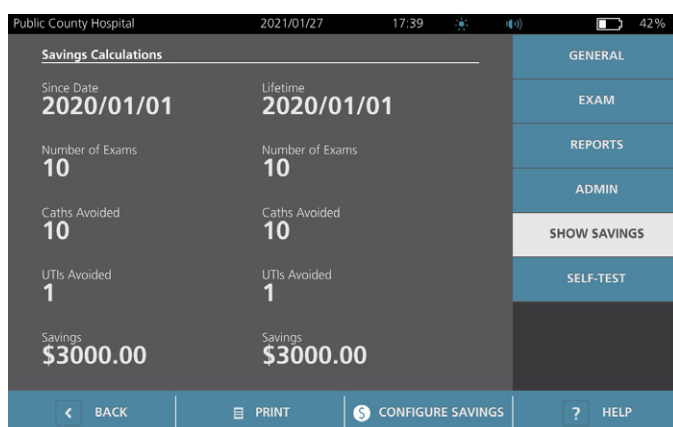 Public County Hospital 2021/01/27 17:39 42%
Savings Calculations
Since Date Lifetime
2020/01/01 2020/01/01
Number of Exams Number of Exams
10 10
Caths Avoided Caths Avoided
10 10
UTIs Avoided UTIs Avoided
1 1
Savings Savings
$3000.00 $3000.00
GENERAL
EXAM
REPORTS
ADMIN
SHOW SAVINGS
SELF-TEST
< BACK PRINT $ CONFIGURE SAVINGS ? HELP